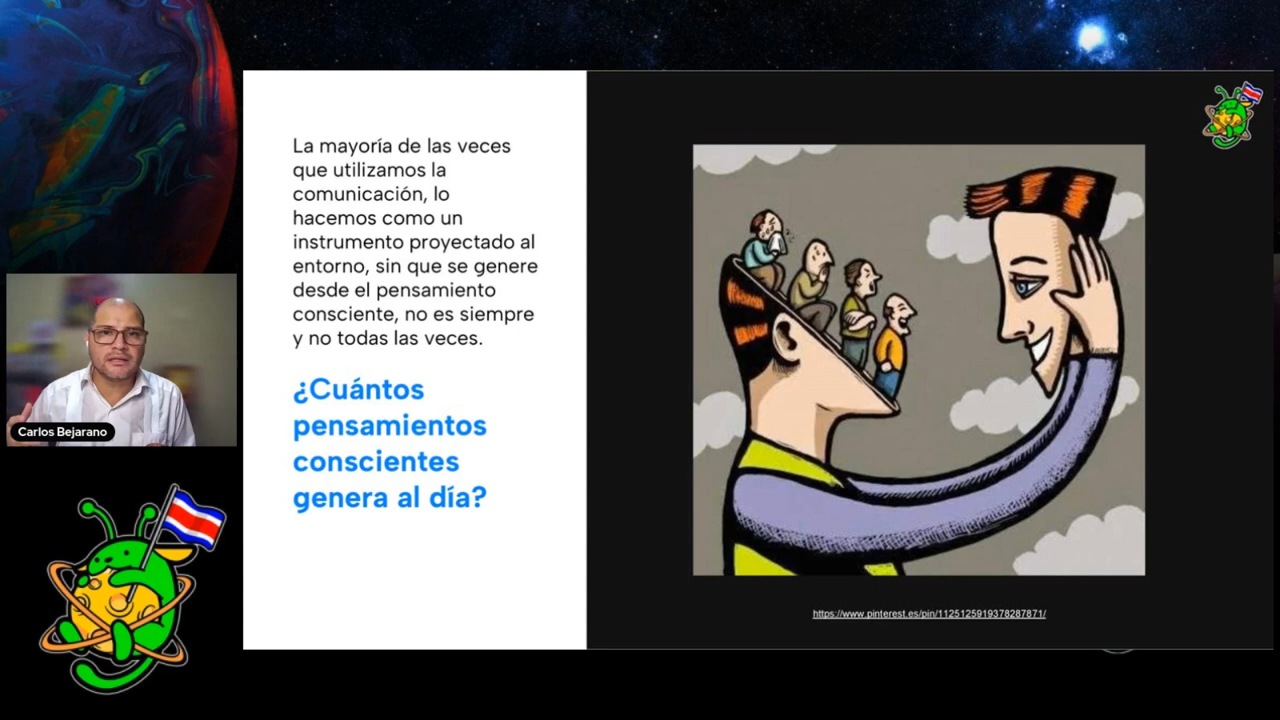 La mayoría de las veces
que utilizamos la
comunicación, lo
hacemos como un
instrumento proyectado al
entorno, sin que se genere
desde el pensamiento
consciente, no es siempre
y no todas las veces.
¿Cuántos
pensamientos
conscientes
genera al día?
Carlos Bejarano
https://www.pinterest.es/pin/1125125919378287871/